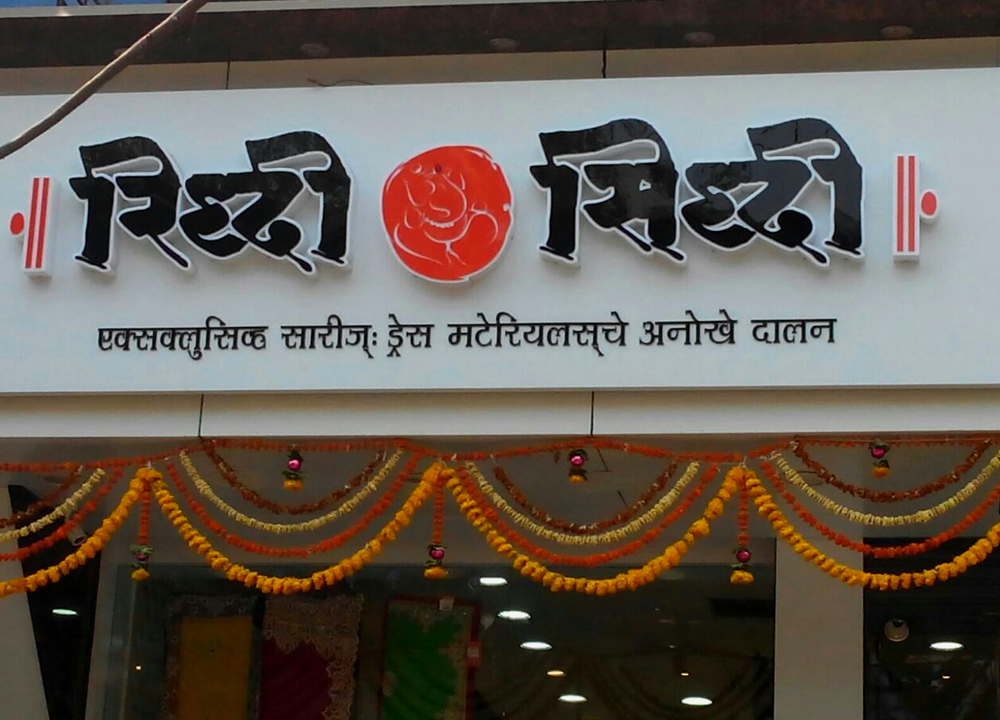 रिध्दी सिध्दी
एक्सक्लुसिव्ह सारीज्: ड्रेस मटेरियलस्‌चे अनोखे दालन